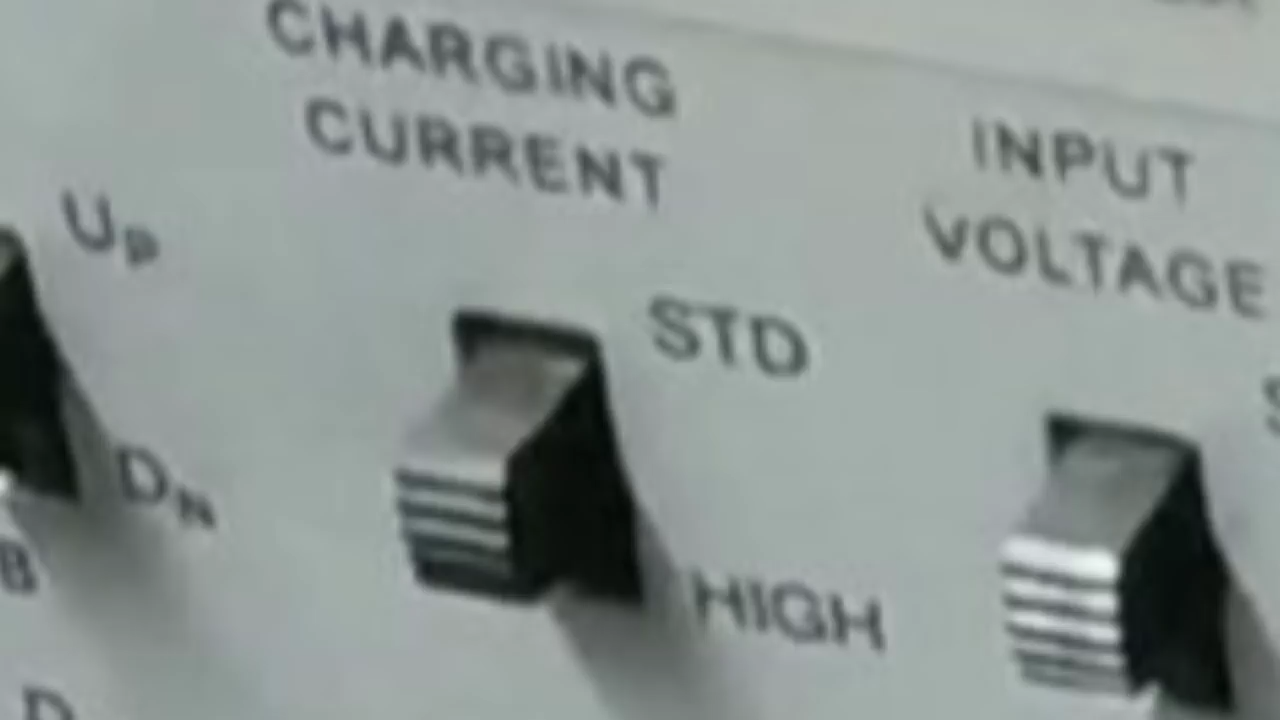 CHARGING
CURRENT
INPUT
VOLTAGE
UP
STD
DN
HIGH
B